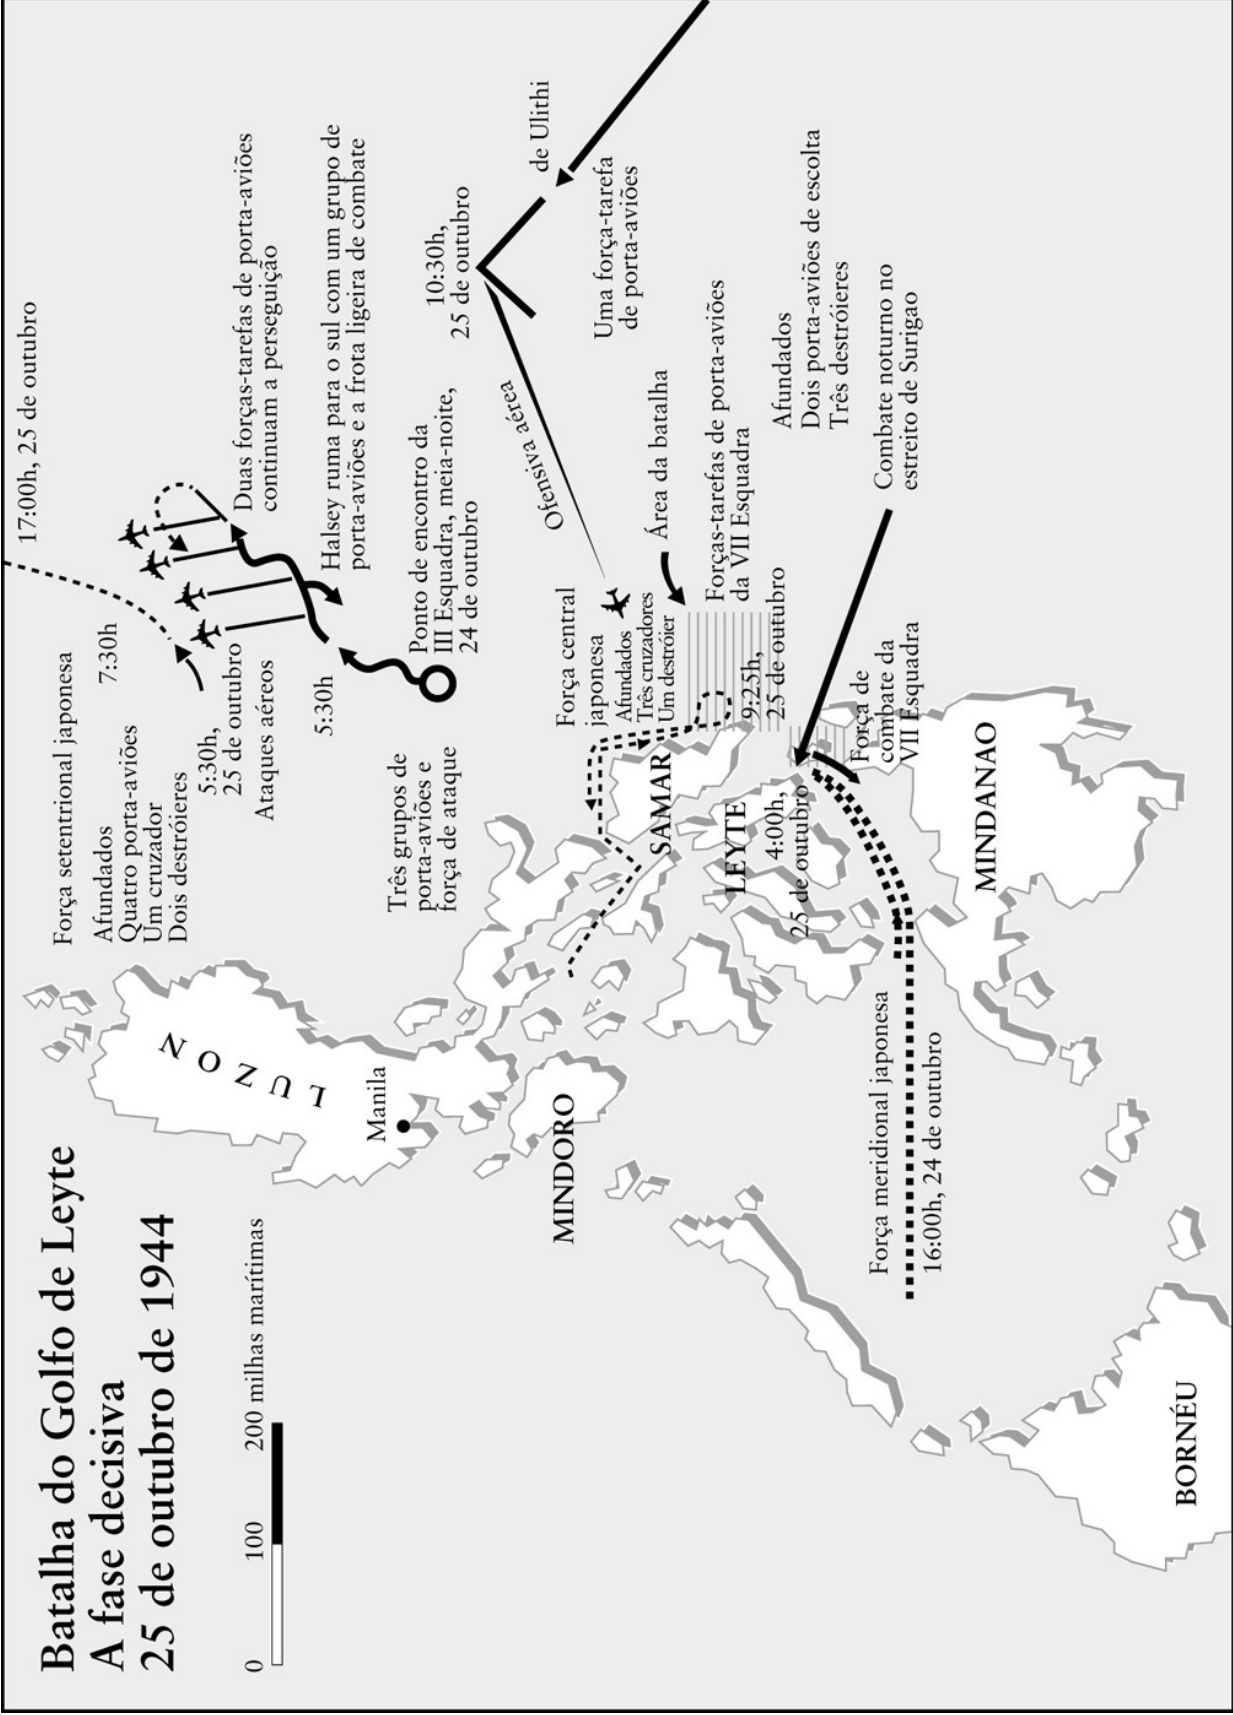 Batalha do Golfo de Leyte
A fase decisiva
25 de outubro de 1944
0
100
200 milhas marítimas
17:00h, 25 de outubro
Força setentrional japonesa
7:30h
Afundados
Quatro porta-aviões
Um cruzador
Dois destróieres
5:30h,
25 de outubro
Ataques aéreos
5:30h
Duas forças-tarefas de porta-aviões
continuam a perseguição
Halsey ruma para o sul com um grupo de
porta-aviões e a frota ligeira de combate
Três grupos de
porta-aviões e
força de ataque
Ponto de encontro da
III Esquadra, meia-noite,
24 de outubro
10:30h,
25 de outubro
de Ulithi
Ofensiva aérea
Uma força-tarefa
de porta-aviões
Força central
japonesa
Afundados
Três cruzadores
Um destróier
Área da batalha
Forças-tarefas de porta-aviões
da VII Esquadra
9:25h,
25 de outubro
Afundados
Dois porta-aviões de escolta
Três destróieres
Combate noturno no
estreito de Surigao
Força de
combate da
VII Esquadra
4:00h,
25 de outubro
Força meridional japonesa
16:00h, 24 de outubro
LUZON
Manila
MINDORO
SAMAR
LEYTE
MINDANAO
BORNÉU